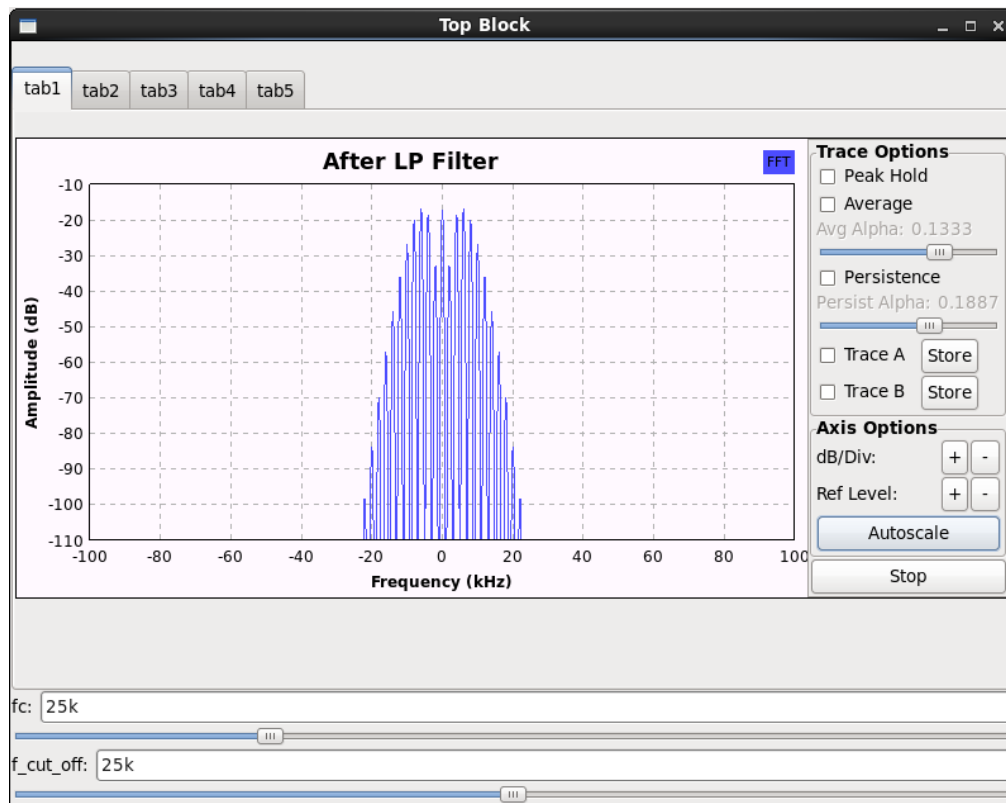 Top Block
tab1 tab2 tab3 tab4 tab5
After LP Filter
FFT
Amplitude (dB)
-10
-20
-30
-40
-50
-60
-70
-80
-90
-100
-110
-100 -80 -60 -40 -20 0 20 40 60 80 100
Frequency (kHz)
Trace Options
Peak Hold
Average
Avg Alpha: 0.1333
Persistence
Persist Alpha: 0.1887
Trace A Store
Trace B Store
Axis Options
dB/Div: + -
Ref Level: + -
Autoscale
Stop
fc: 25k
f_cut_off: 25k